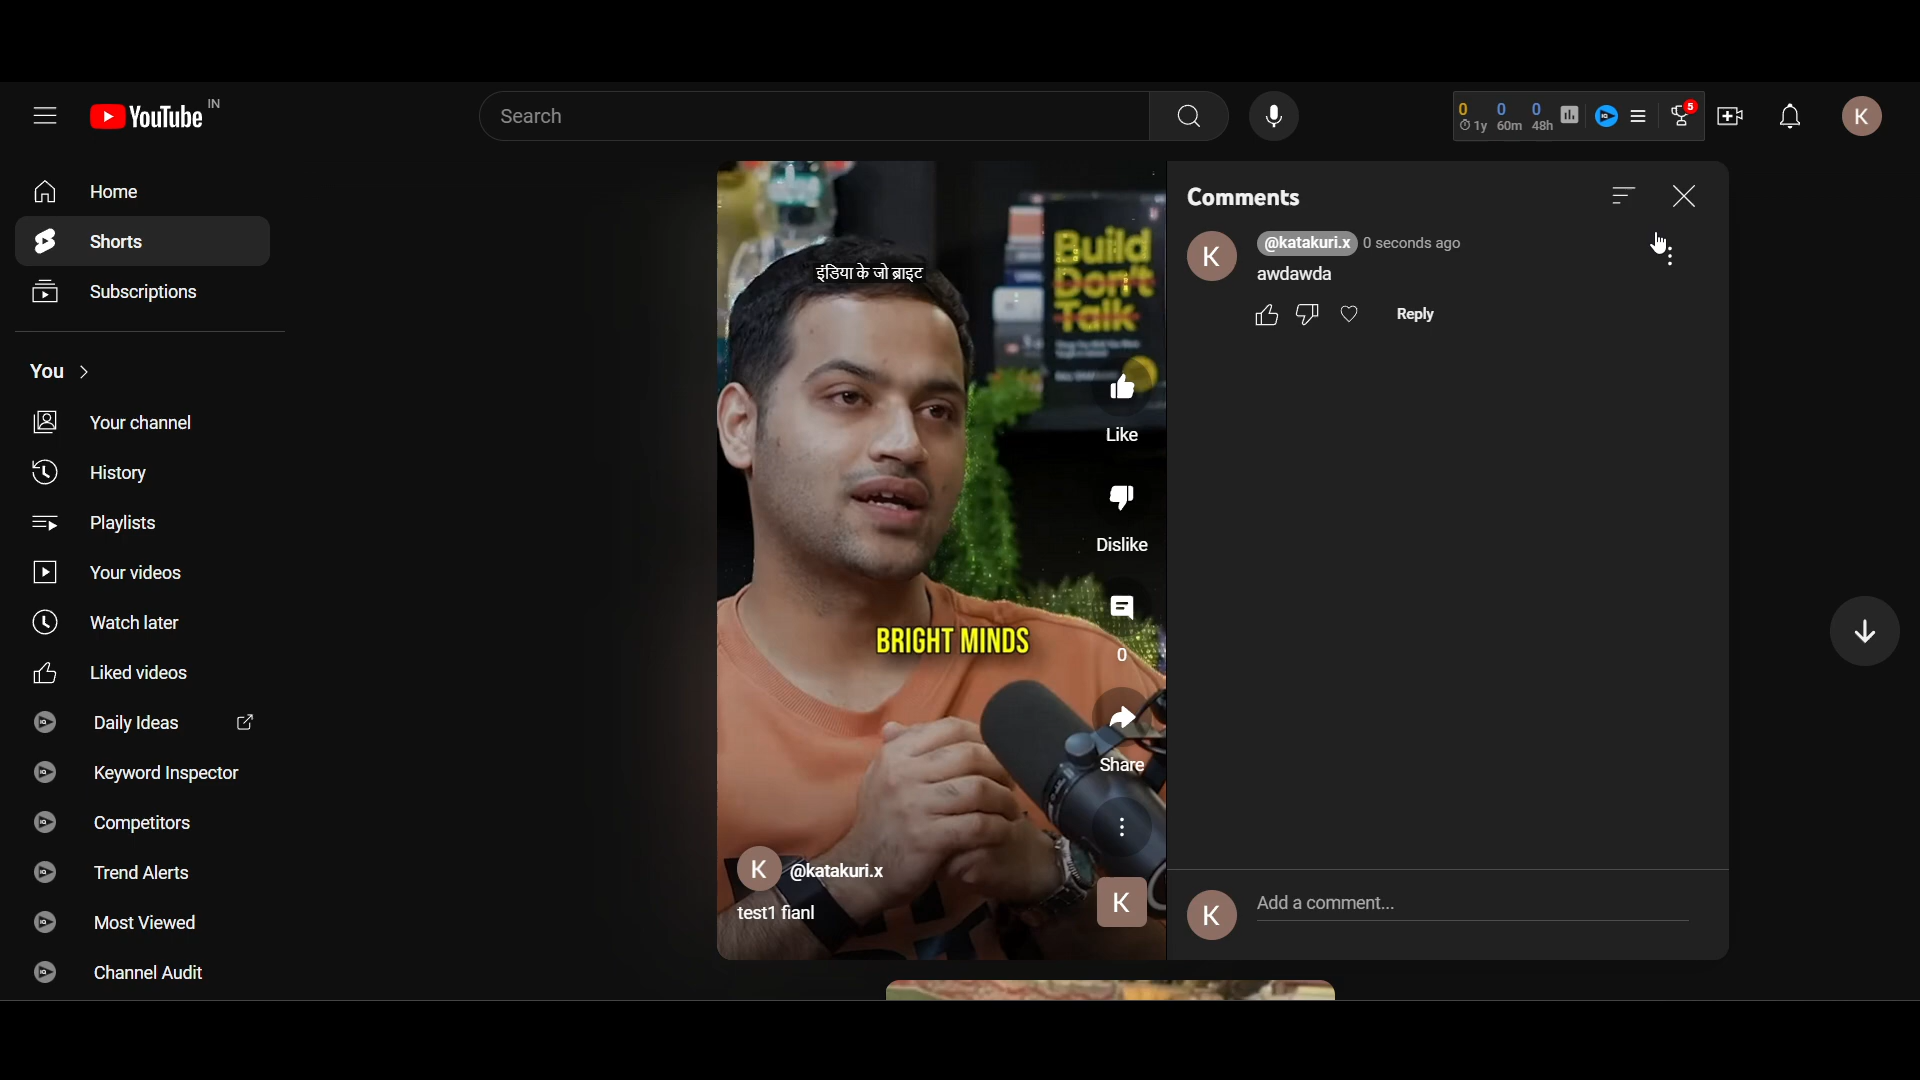 YouTube IN
Search
0 0 0
1y 60m 48h
5
K
Home
Shorts
Subscriptions
You
Your channel
History
Playlists
Your videos
Watch later
Liked videos
Daily Ideas
Keyword Inspector
Competitors
Trend Alerts
Most Viewed
Channel Audit
इंडिया के जो ब्राइट
Build
Don't
Talk
BRIGHT MINDS
Like
Dislike
0
Share
K @katakuri.x
test1 fianl
K
Comments
K @katakuri.x 0 seconds ago
awdawda
Reply
K Add a comment...